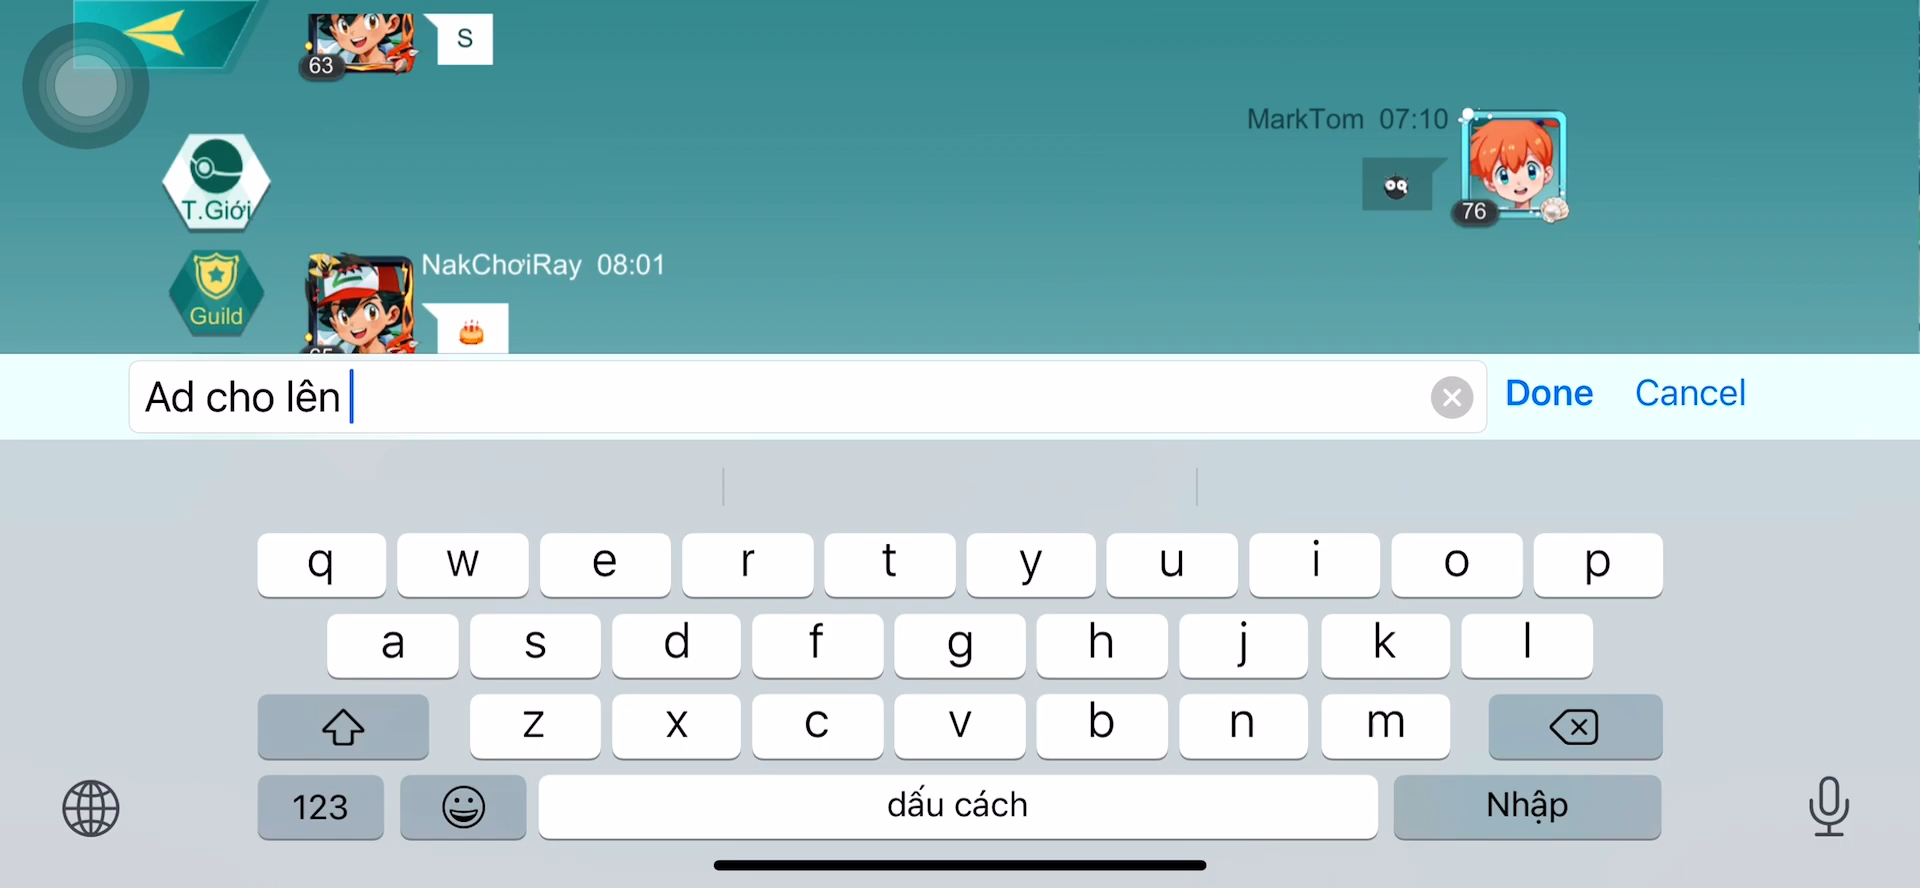 S
63
MarkTom 07:10
T.Giới
76
NakChơiRay 08:01
Guild
65
Ad cho lên
Done
Cancel
q w e r t y u i o p
a s d f g h j k l
z x c v b n m
123
dấu cách
Nhập